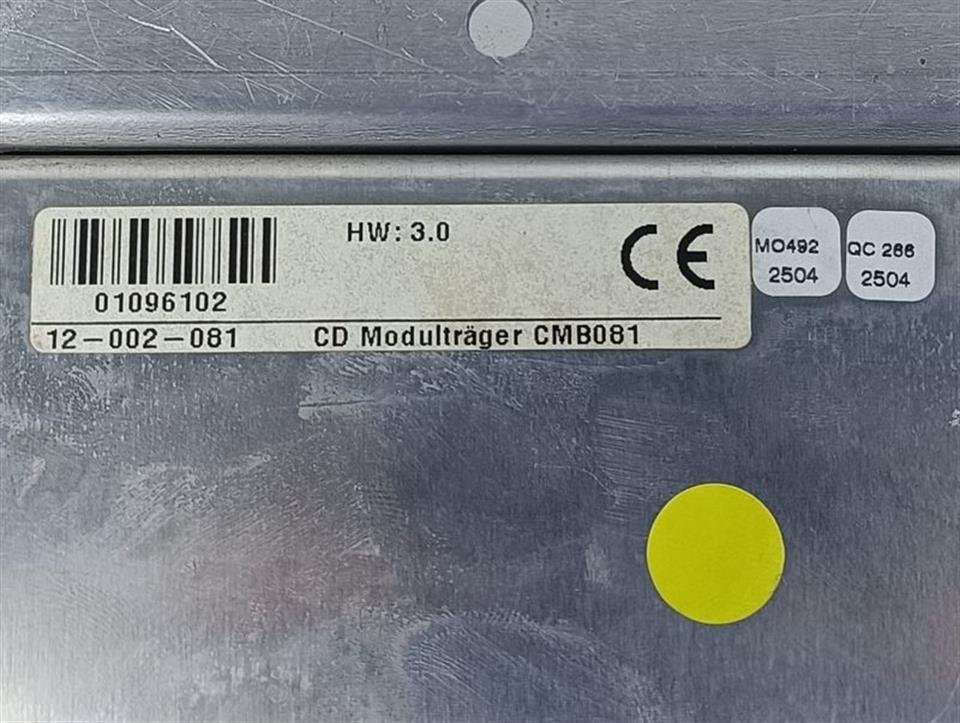 HW: 3.0
CE
01096102
12-002-081 CD Modulträger CMB081
MO492
2504
QC 266
2504